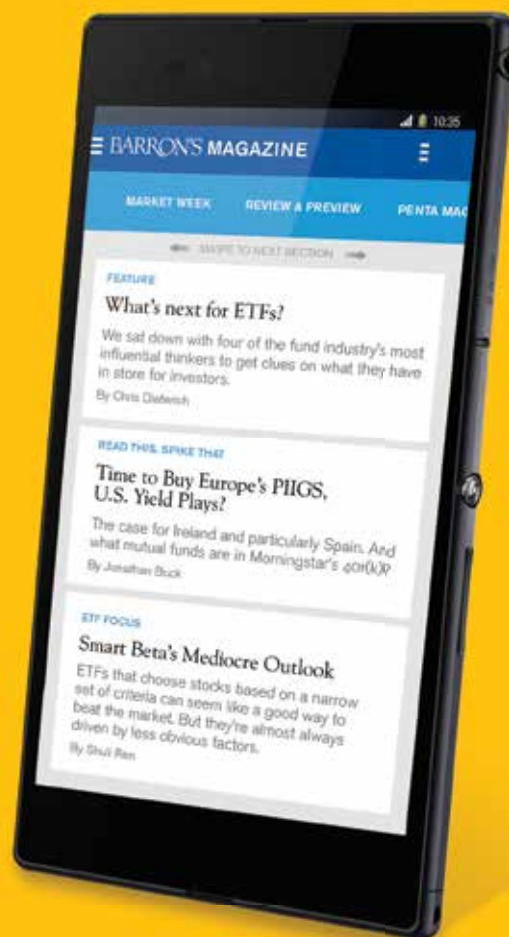 10:35
BARRON'S MAGAZINE
MARKET WEEK REVIEW & PREVIEW PENTA MAG
SWIPE TO NEXT SECTION
FEATURE
What's next for ETFs?
We sat down with four of the fund industry's most
influential thinkers to get clues on what they have
in store for investors.
By Chris Dieterich
READ THIS, SPIKE THAT
Time to Buy Europe's PIIGS,
U.S. Yield Plays?
The case for Ireland and particularly Spain. And
what mutual funds are in Morningstar's 401(k)?
By Jonathan Buck
ETF FOCUS
Smart Beta's Mediocre Outlook
ETFs that choose stocks based on a narrow
set of criteria can seem like a good way to
beat the market. But they're almost always
driven by less obvious factors.
By Shuli Ren